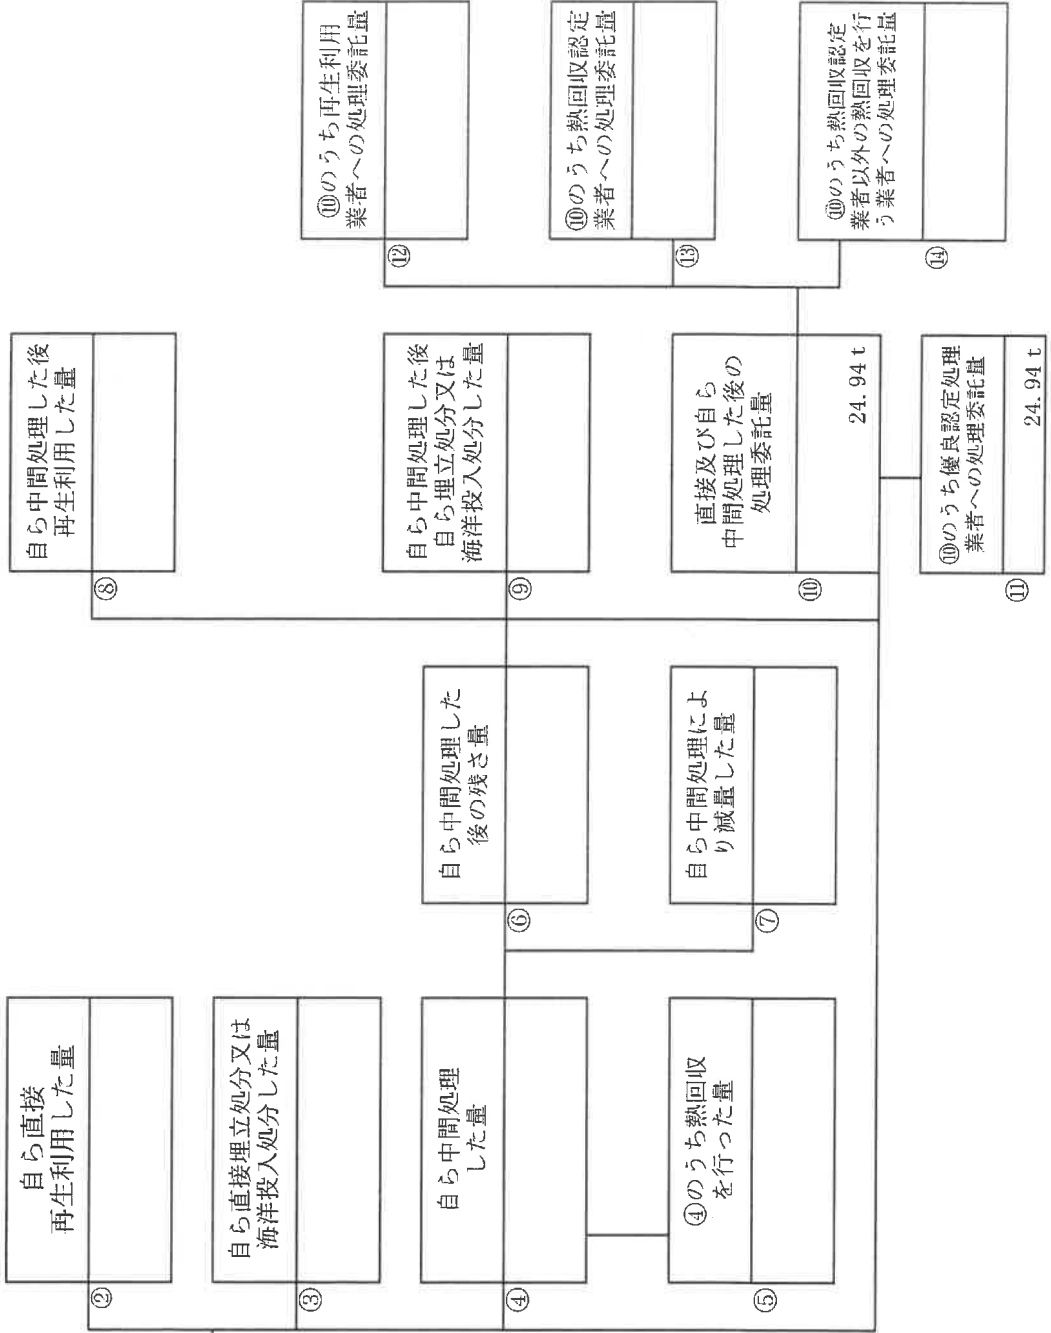 ②
自ら直接
再生利用した量
③
自ら直接埋立処分又は
海洋投入処分した量
④
自ら中間処理
した量
⑤
④のうち熱回収
を行った量
⑥
自ら中間処理した
後の残さ量
⑦
自ら中間処理によ
り減量した量
⑧
自ら中間処理した後
再生利用した量
⑨
自ら中間処理した後
自ら埋立処分又は
海洋投入処分した量
⑩
直接及び自ら
中間処理した後の
処理委託量
24.94 t
⑪
⑩のうち優良認定処理
業者への処理委託量
24.94 t
⑫
⑩のうち再生利用
業者への処理委託量
⑬
⑩のうち熱回収認定
業者への処理委託量
⑭
⑩のうち熱回収認定
業者以外の熱回収を行
う業者への処理委託量